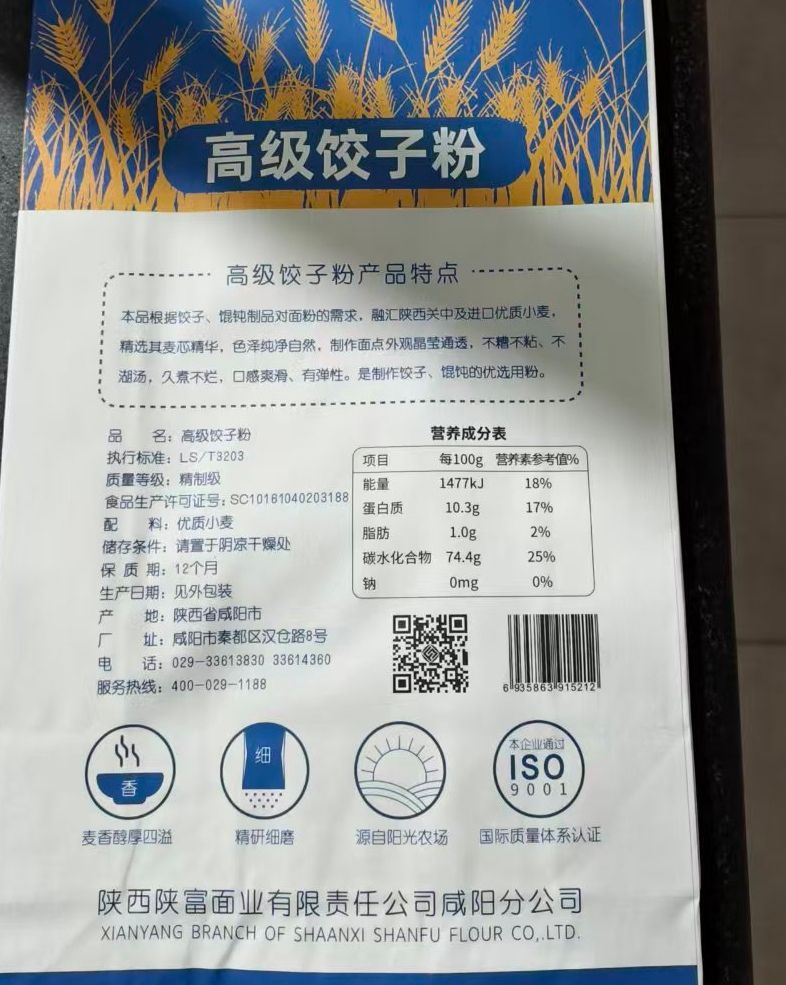 高级饺子粉
高级饺子粉产品特点
本品根据饺子、馄饨制品对面粉的需求，融汇陕西关中及进口优质小麦，
精选其麦芯精华，色泽纯净自然，制作面点外观晶莹通透，不糟不粘、不
湖汤，久煮不烂，口感爽滑、有弹性。是制作饺子、馄饨的优选用粉。
品 名：高级饺子粉
执行标准：LS/T3203
质量等级：精制级
食品生产许可证号：SC10161040203188
配 料：优质小麦
储存条件：请置于阴凉干燥处
保 质 期：12个月
生产日期：见外包装
产 地：陕西省咸阳市
厂 址：咸阳市秦都区汉仓路8号
电 话：029-33613830 33614360
服务热线：400-029-1188
营养成分表
项目 每100g 营养素参考值%
能量 1477kJ 18%
蛋白质 10.3g 17%
脂肪 1.0g 2%
碳水化合物 74.4g 25%
钠 0mg 0%
6 935863 915212
香
麦香醇厚四溢
细
精研细磨
源自阳光农场
本企业通过
ISO
9001
国际质量体系认证
陕西陕富面业有限责任公司咸阳分公司
XIANYANG BRANCH OF SHAANXI SHANFU FLOUR CO,.LTD.